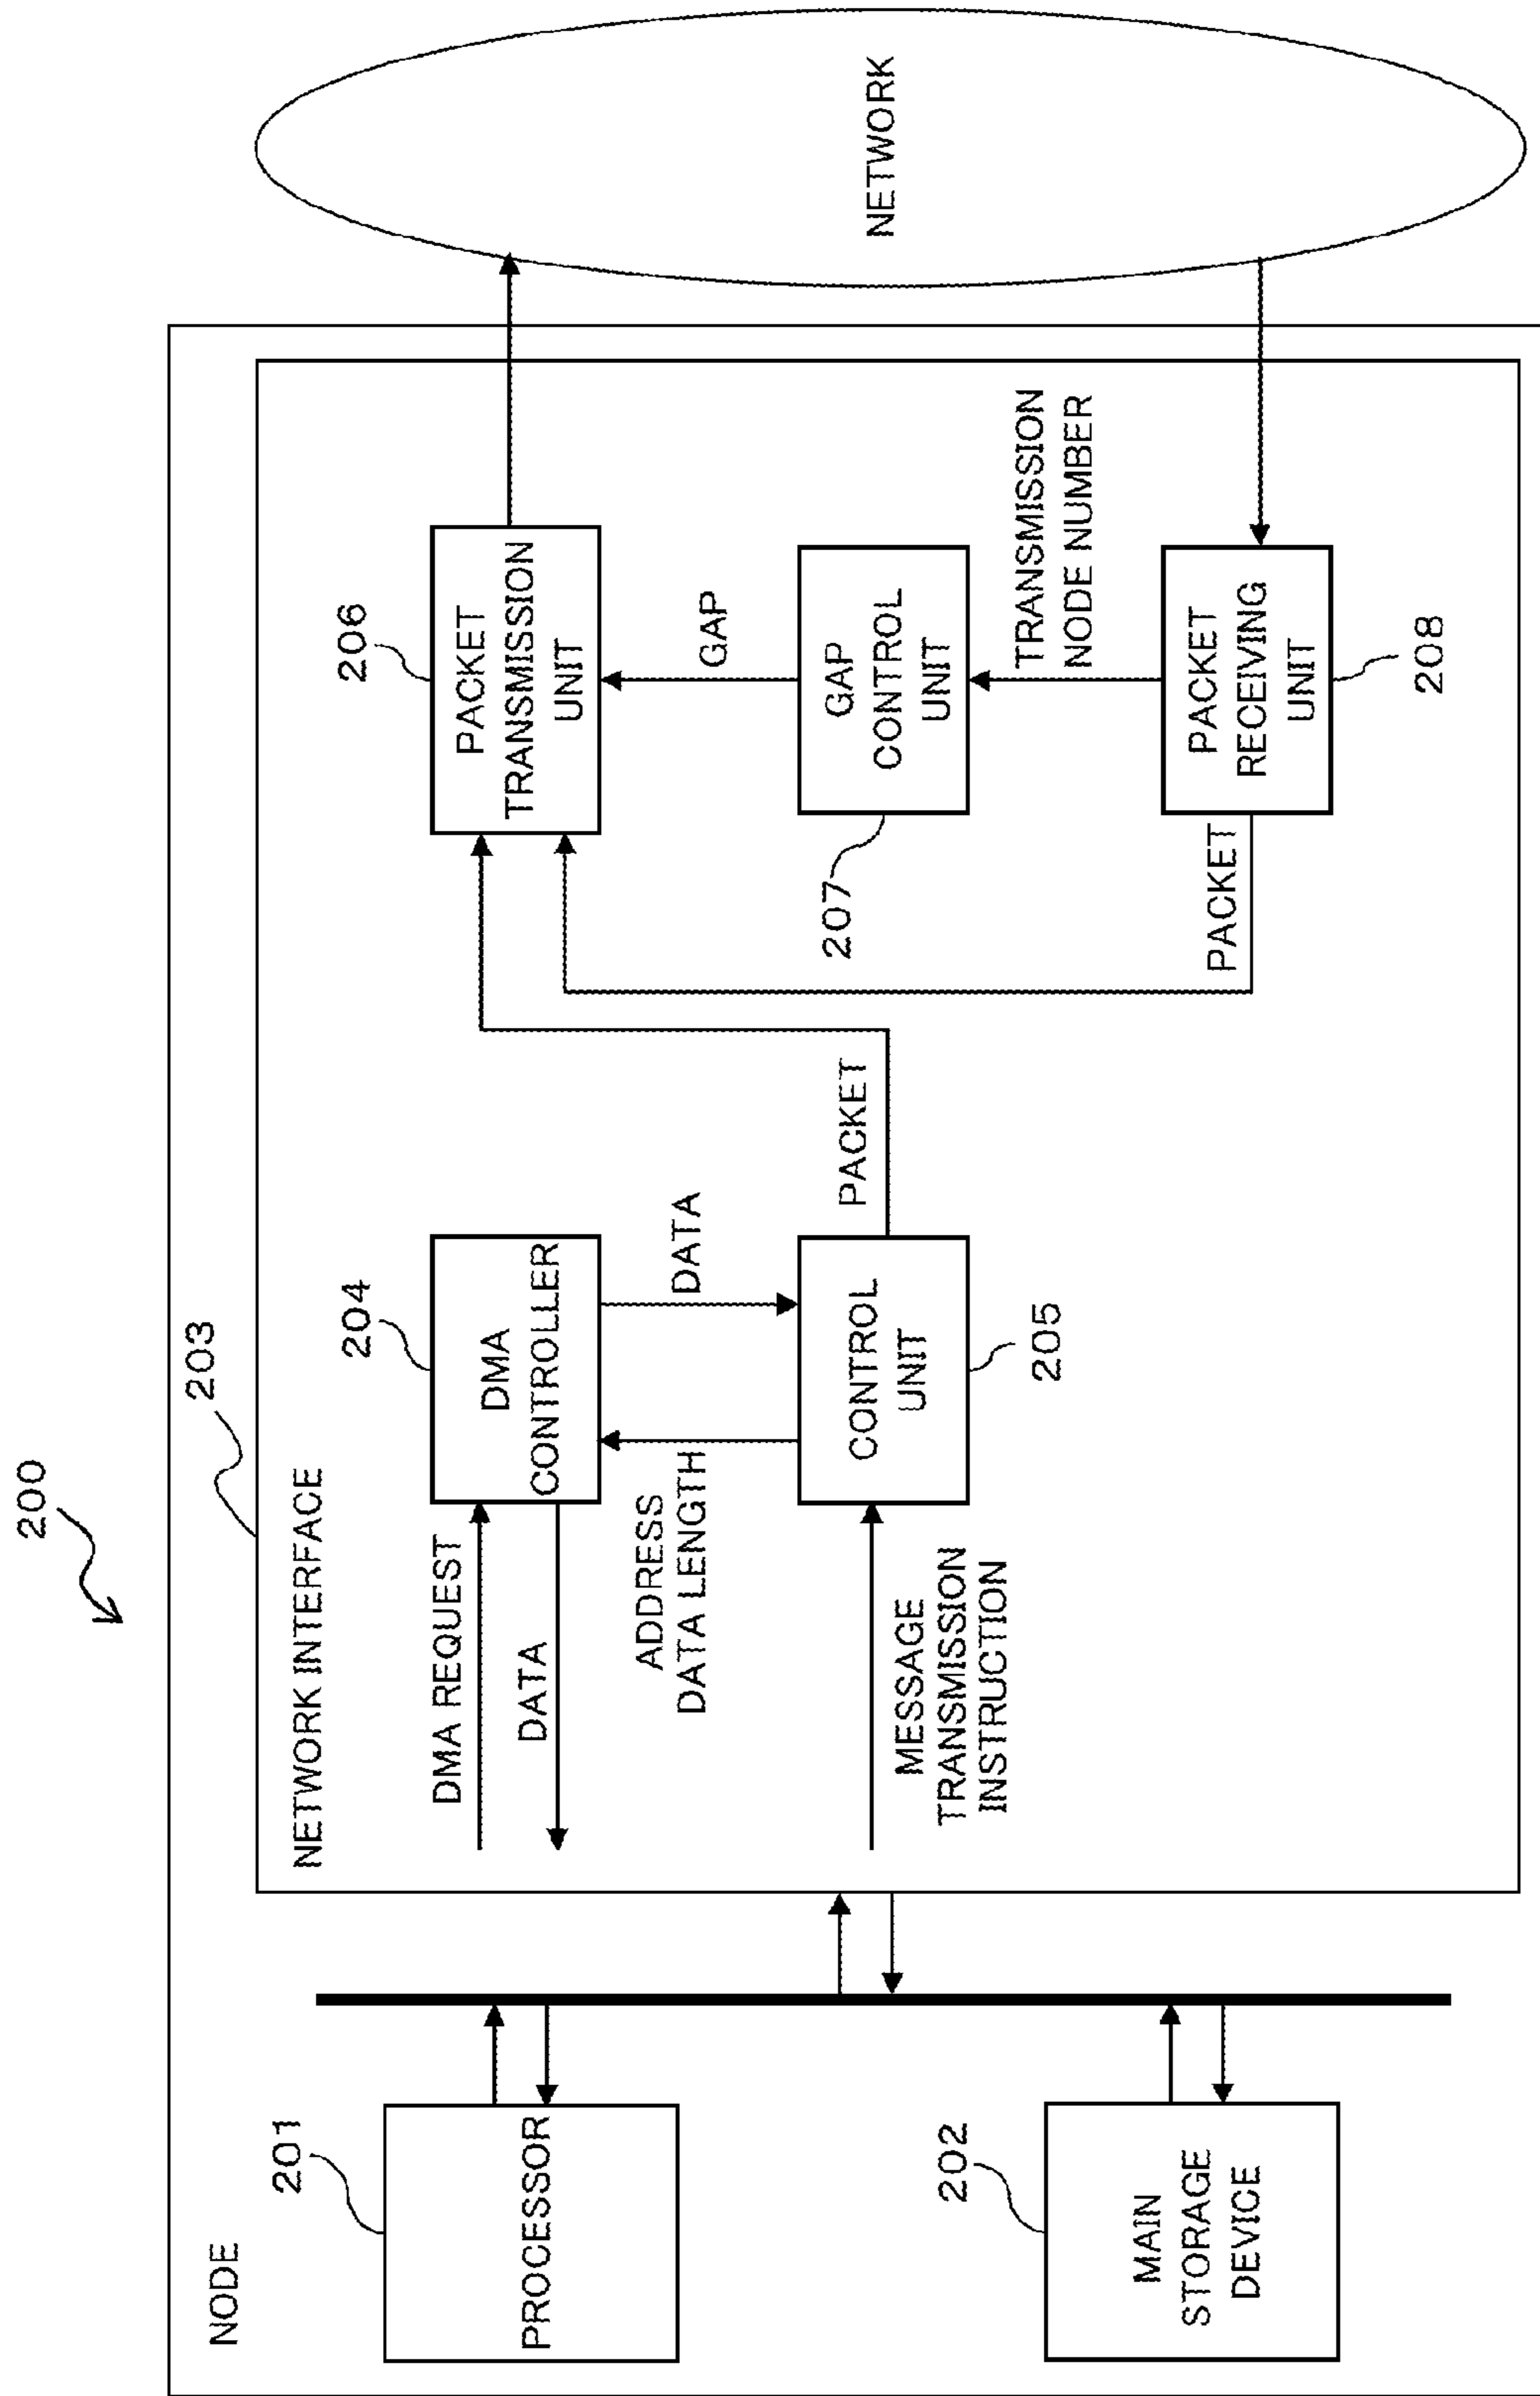 200
NODE
201
PROCESSOR
202
MAIN
STORAGE
DEVICE
203
NETWORK INTERFACE
DMA REQUEST
DATA
204
DMA
CONTROLLER
ADDRESS
DATA LENGTH
DATA
MESSAGE
TRANSMISSION
INSTRUCTION
CONTROL
UNIT
205
PACKET
206
PACKET
TRANSMISSION
UNIT
GAP
207
GAP
CONTROL
UNIT
TRANSMISSION
NODE NUMBER
PACKET
PACKET
RECEIVING
UNIT
208
NETWORK